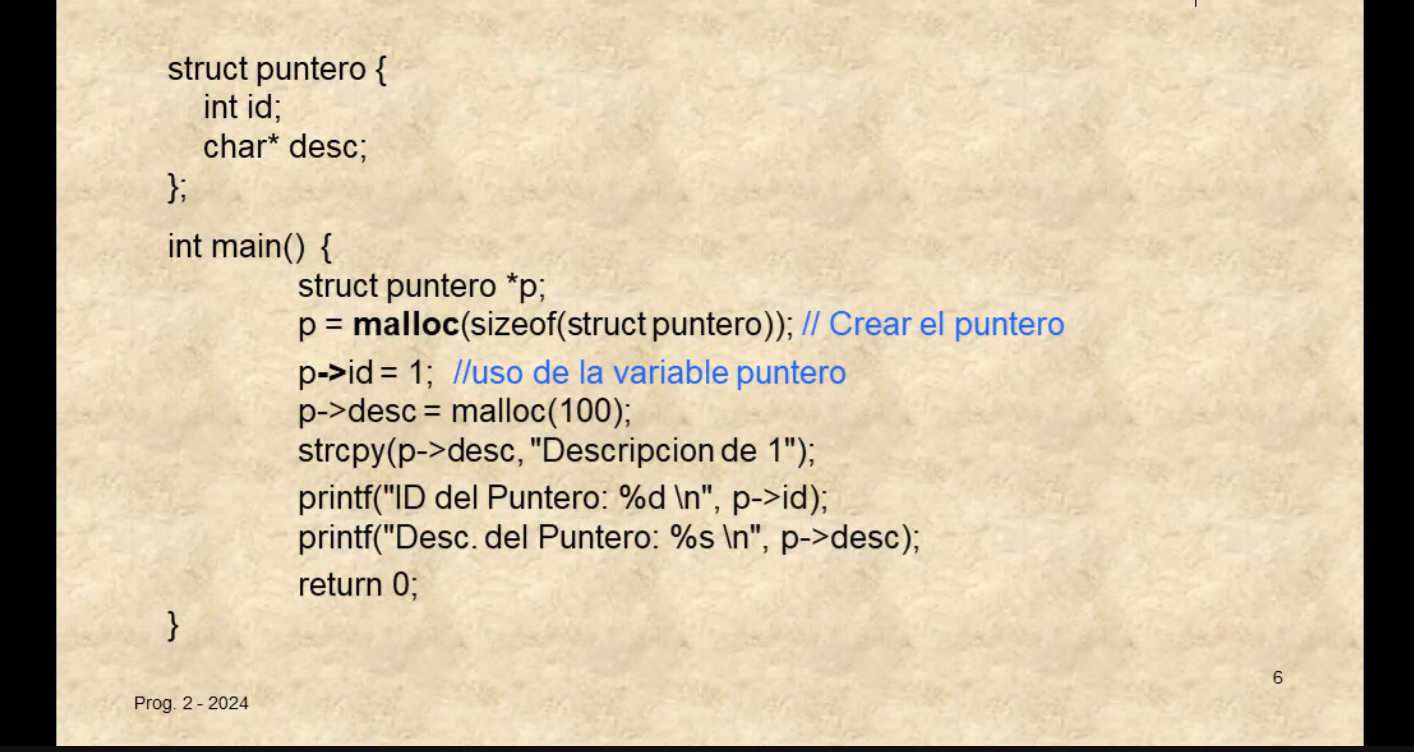 struct puntero {
int id;
char* desc;
};
int main() {
struct puntero *p;
p = malloc(sizeof(struct puntero)); // Crear el puntero
p->id = 1; //uso de la variable puntero
p->desc = malloc(100);
strcpy(p->desc, "Descripcion de 1");
printf("ID del Puntero: %d \n", p->id);
printf("Desc. del Puntero: %s \n", p->desc);
return 0;
}
6
Prog. 2 - 2024